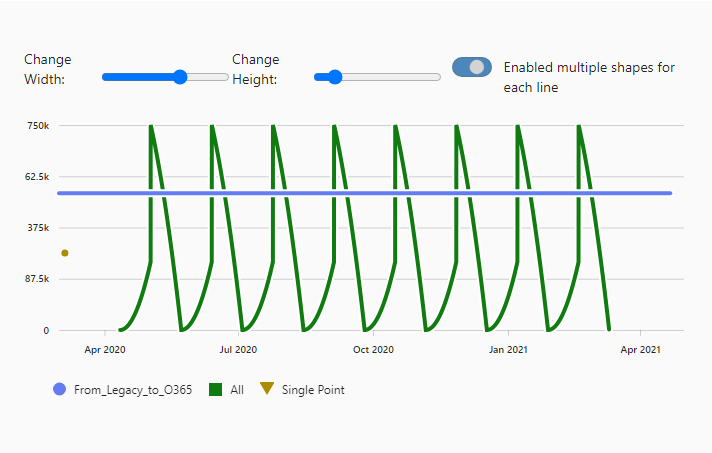 Change
Width:
Change
Height:
Enabled multiple shapes for
each line
750k
62.5k
375k
87.5k
0
Apr 2020
Jul 2020
Oct 2020
Jan 2021
Apr 2021
From_Legacy_to_O365
All
Single Point